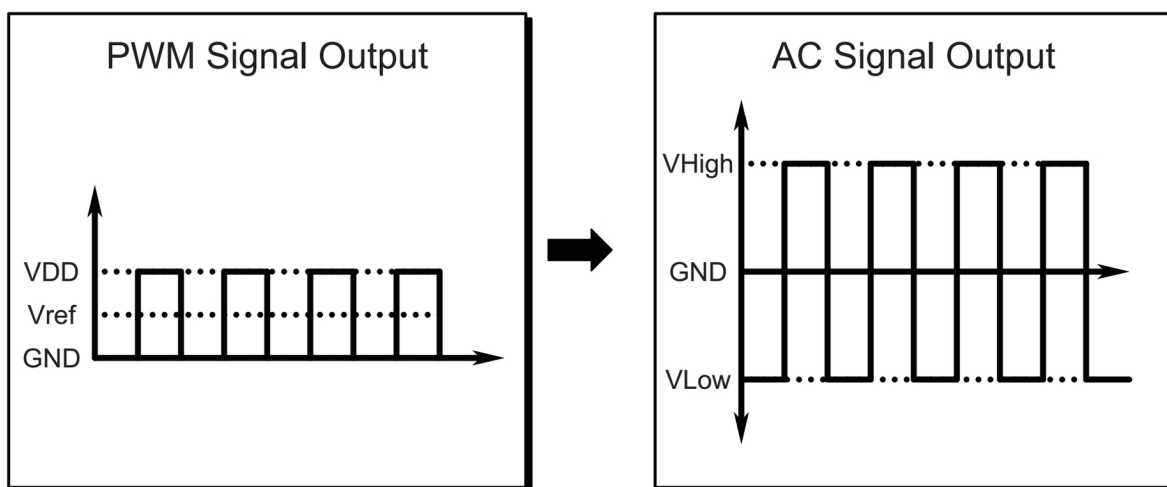 PWM Signal Output
VDD
Vref
GND
AC Signal Output
VHigh
GND
VLow